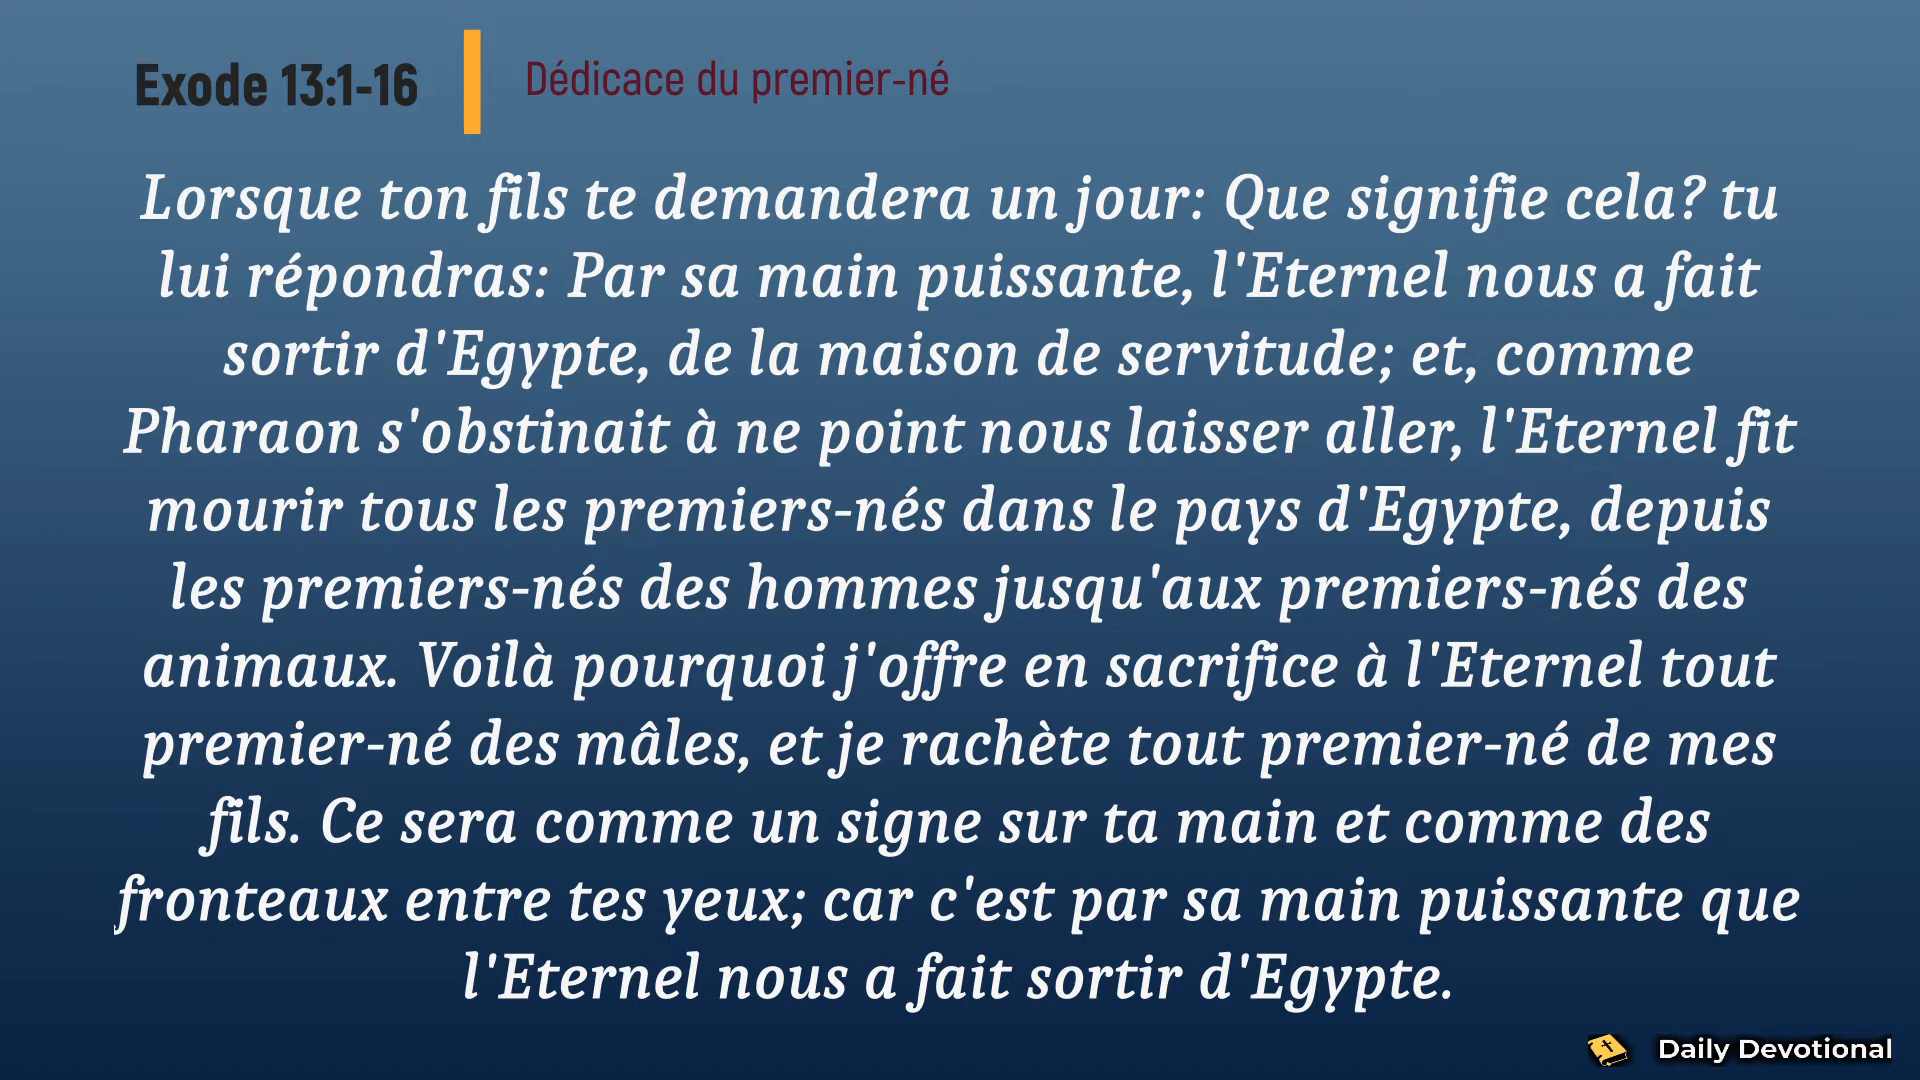 Exode 13:1-16
Dédicace du premier-né
Lorsque ton fils te demandera un jour: Que signifie cela? tu
lui répondras: Par sa main puissante, l'Eternel nous a fait
sortir d'Egypte, de la maison de servitude; et, comme
Pharaon s'obstinait à ne point nous laisser aller, l'Eternel fit
mourir tous les premiers-nés dans le pays d'Egypte, depuis
les premiers-nés des hommes jusqu'aux premiers-nés des
animaux. Voilà pourquoi j'offre en sacrifice à l'Eternel tout
premier-né des mâles, et je rachète tout premier-né de mes
fils. Ce sera comme un signe sur ta main et comme des
fronteaux entre tes yeux; car c'est par sa main puissante que
l'Eternel nous a fait sortir d'Egypte.
Daily Devotional